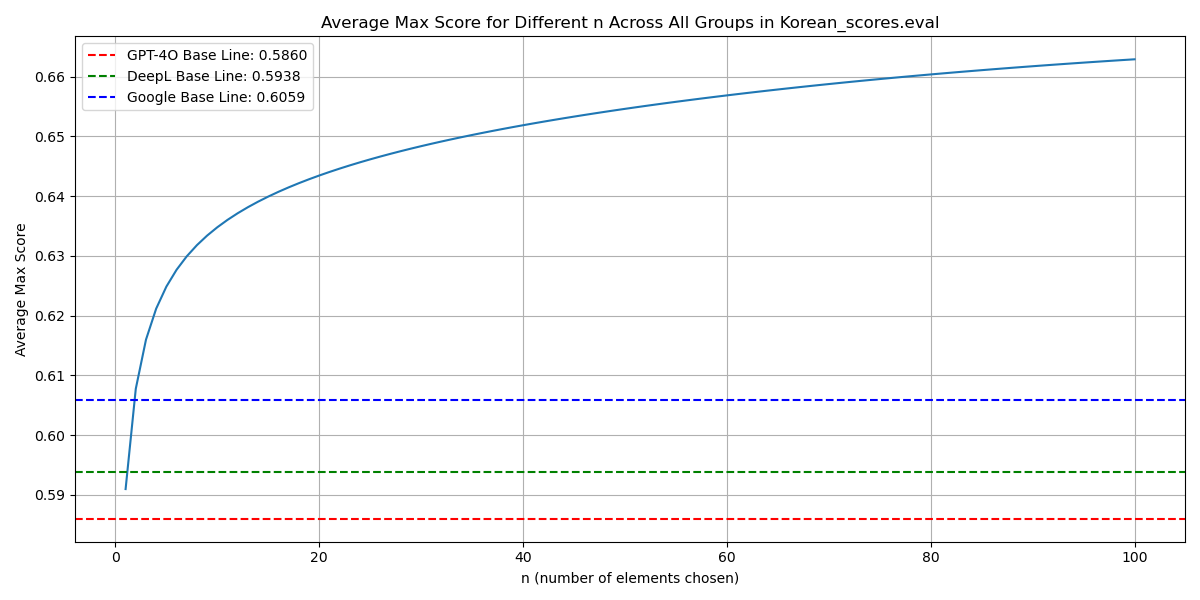 Average Max Score for Different n Across All Groups in Korean_scores.eval
GPT-4O Base Line: 0.5860
DeepL Base Line: 0.5938
Google Base Line: 0.6059
Average Max Score
0.66
0.65
0.64
0.63
0.62
0.61
0.60
0.59
0 20 40 60 80 100
n (number of elements chosen)